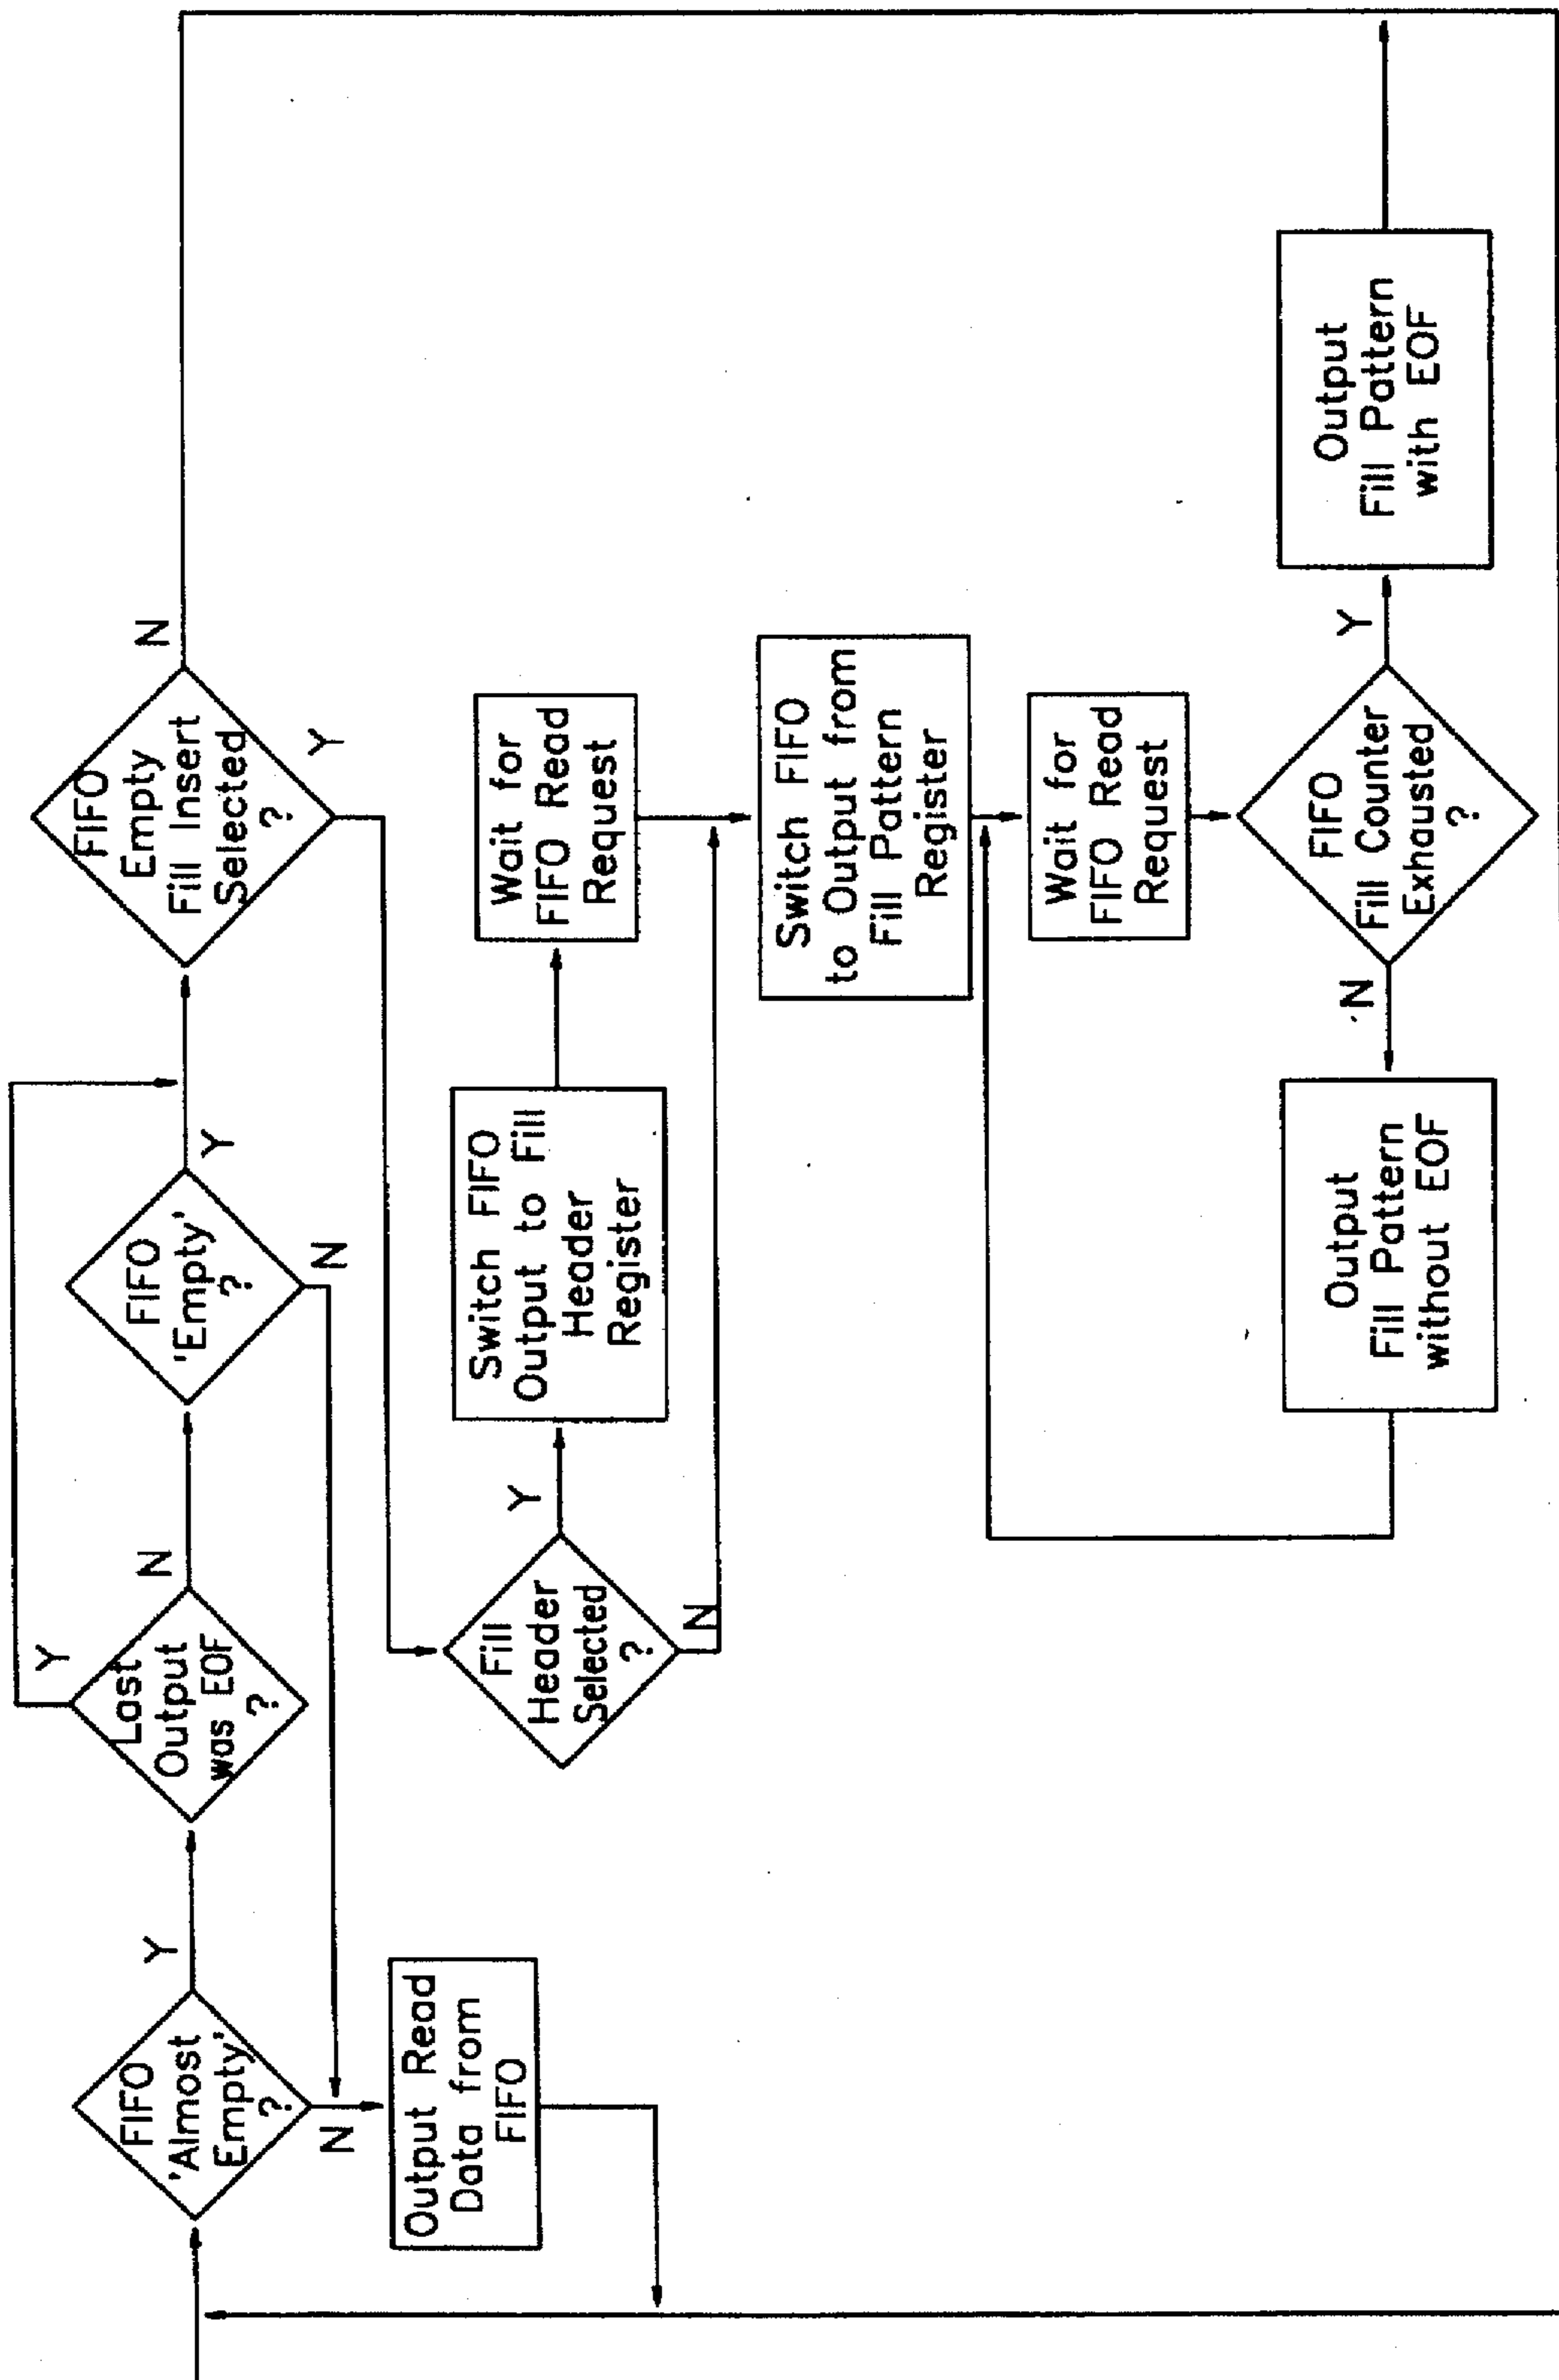 FIFO
'Almost
Empty'
?
Y
N
Output Read
Data from
FIFO
Last
Output
was EOF
?
Y
N
FIFO
'Empty'
?
Y
N
FIFO
Empty
Fill Insert
Selected
?
N
Y
Fill
Header
Selected
?
Y
N
Switch FIFO
Output to Fill
Header
Register
Wait for
FIFO Read
Request
Switch FIFO
to Output from
Fill Pattern
Register
Wait for
FIFO Read
Request
FIFO
Fill Counter
Exhausted
?
N
Y
Output
Fill Pattern
without EOF
Output
Fill Pattern
with EOF